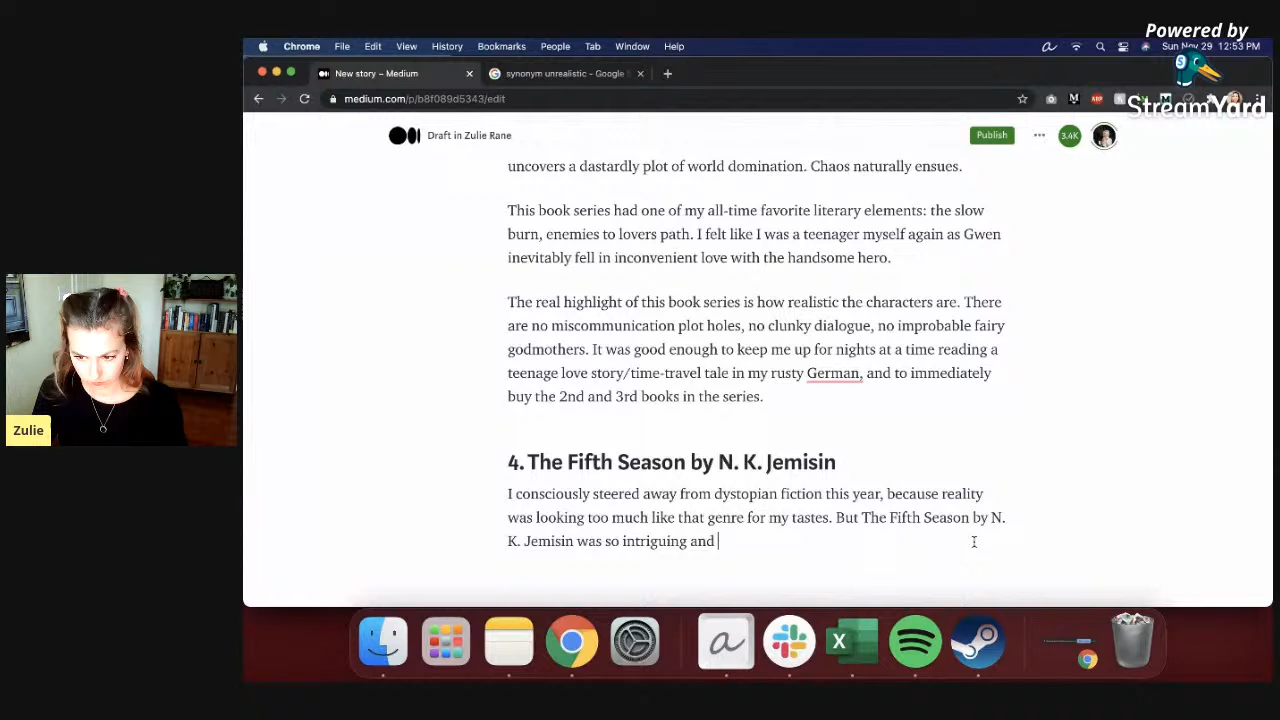 Powered by
StreamYard
Chrome File Edit View History Bookmarks People Tab Window Help
Sun Nov 29 12:53 PM
New story – Medium
synonym unrealistic - Google
medium.com/p/b8f089d5343/edit
Draft in Zulie Rane
Publish
3.4K
uncovers a dastardly plot of world domination. Chaos naturally ensues.
This book series had one of my all-time favorite literary elements: the slow
burn, enemies to lovers path. I felt like I was a teenager myself again as Gwen
inevitably fell in inconvenient love with the handsome hero.
The real highlight of this book series is how realistic the characters are. There
are no miscommunication plot holes, no clunky dialogue, no improbable fairy
godmothers. It was good enough to keep me up for nights at a time reading a
teenage love story/time-travel tale in my rusty German, and to immediately
buy the 2nd and 3rd books in the series.
Zulie
4. The Fifth Season by N. K. Jemisin
I consciously steered away from dystopian fiction this year, because reality
was looking too much like that genre for my tastes. But The Fifth Season by N.
K. Jemisin was so intriguing and